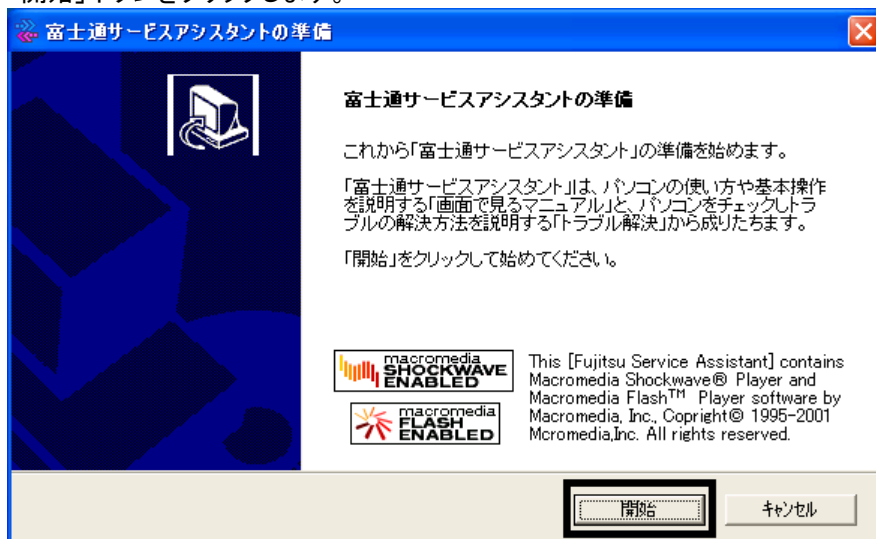 開始」ボタンをクリックします。
富士通サービスアシスタントの準備
富士通サービスアシスタントの準備
これから「富士通サービスアシスタント」の準備を始めます。
「富士通サービスアシスタント」は、パソコンの使い方や基本操作
を説明する「画面で見るマニュアル」と、パソコンをチェックしトラ
ブルの解決方法を説明する「トラブル解決」から成りたちます。
「開始」をクリックして始めてください。
macromedia
SHOCKWAVE
ENABLED
macromedia
FLASH
ENABLED
This [Fujitsu Service Assistant] contains
Macromedia Shockwave® Player and
Macromedia Flash™ Player software by
Macromedia, Inc., Copright© 1995-2001
Mcromedia,Inc. All rights reserved.
開始
キャンセル